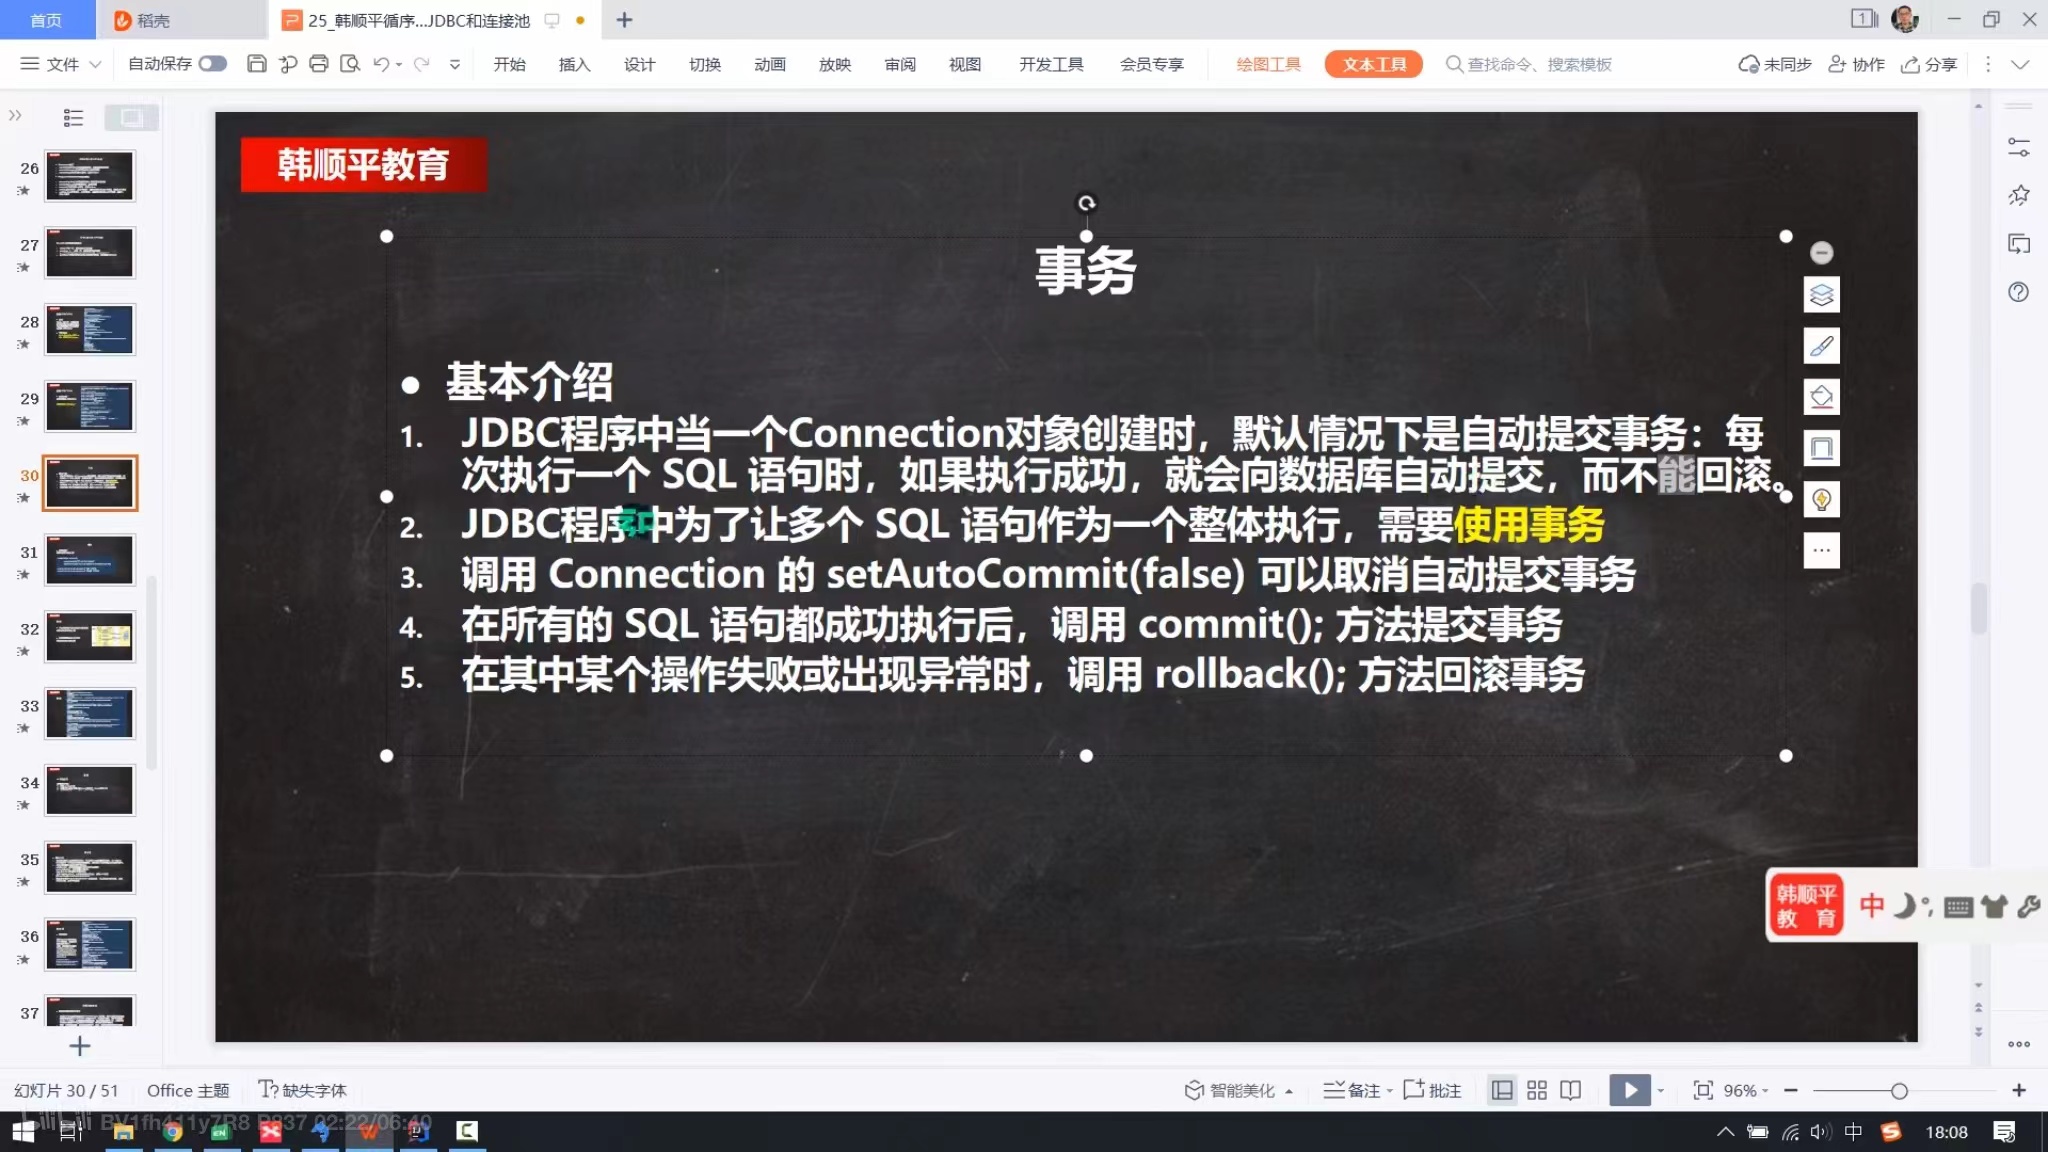 首页
稻壳
25_韩顺平循序...JDBC和连接池
文件
自动保存
开始
插入
设计
切换
动画
放映
审阅
视图
开发工具
会员专享
绘图工具
文本工具
查找命令、搜索模板
未同步
协作
分享
26
27
28
29
30
31
32
33
34
35
36
37
韩顺平教育
事务
● 基本介绍
1. JDBC程序中当一个Connection对象创建时，默认情况下是自动提交事务：每
次执行一个 SQL 语句时，如果执行成功，就会向数据库自动提交，而不能回滚。
2. JDBC程序中为了让多个 SQL 语句作为一个整体执行，需要使用事务
3. 调用 Connection 的 setAutoCommit(false) 可以取消自动提交事务
4. 在所有的 SQL 语句都成功执行后，调用 commit(); 方法提交事务
5. 在其中某个操作失败或出现异常时，调用 rollback(); 方法回滚事务
韩顺平
教 育
中
幻灯片 30 / 51
Office 主题
缺失字体
智能美化
备注
批注
96%
BV1fh411y7R8 P837 02:22/06:40
中
18:08